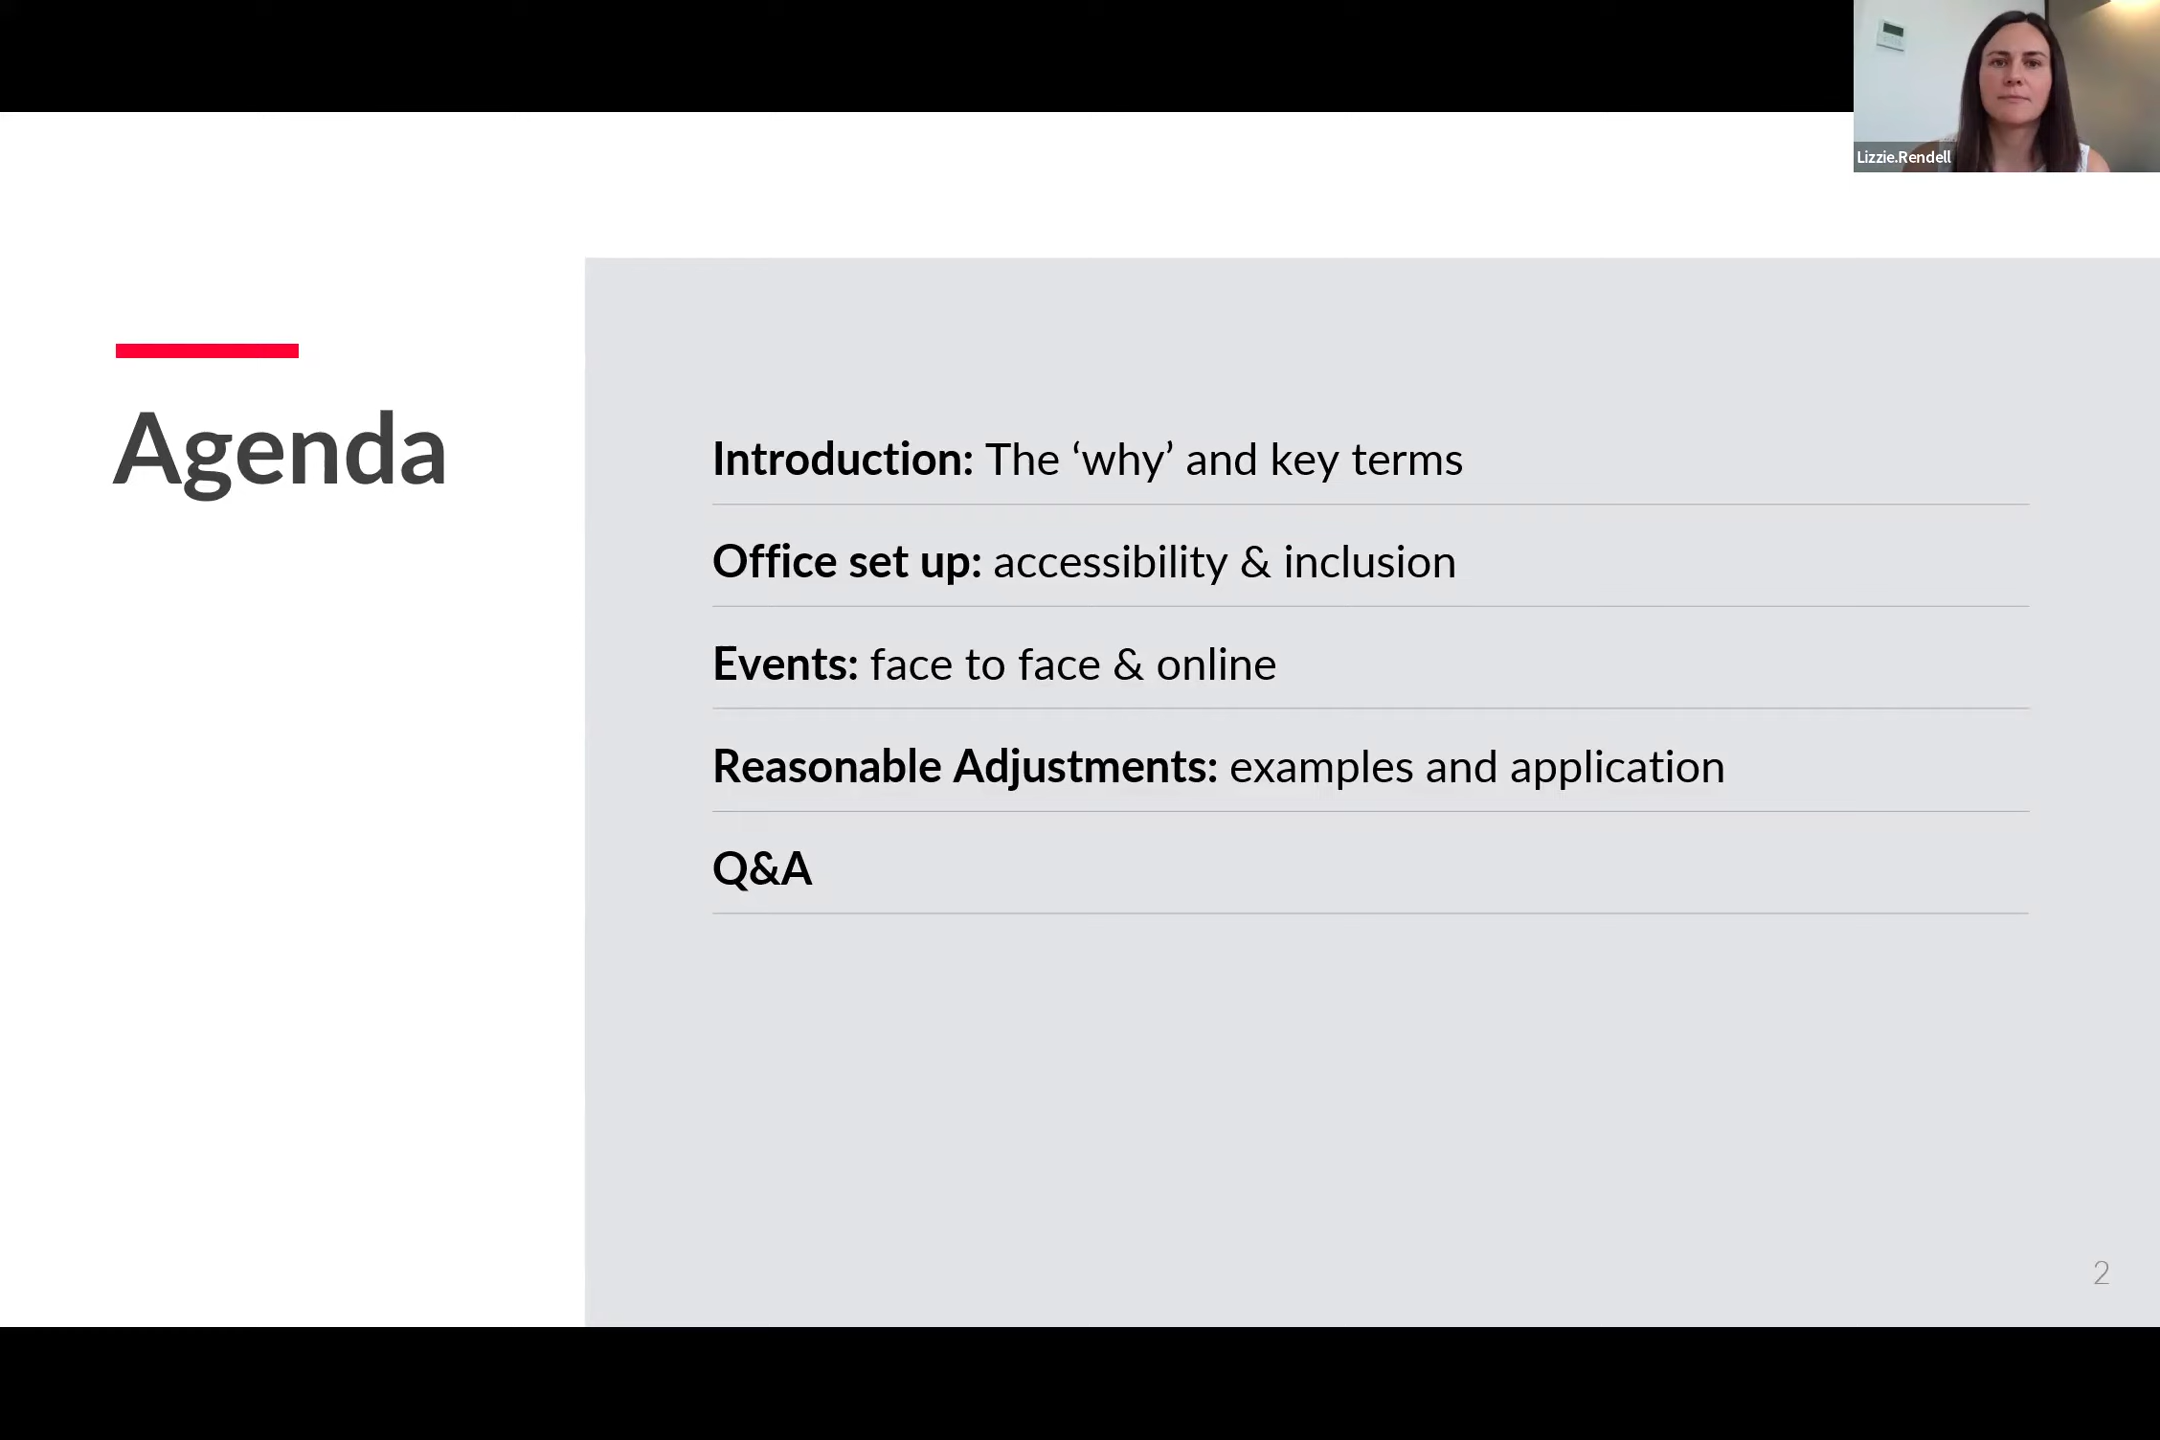 Lizzie.Rendell
Agenda
Introduction: The ‘why’ and key terms
Office set up: accessibility & inclusion
Events: face to face & online
Reasonable Adjustments: examples and application
Q&A
2